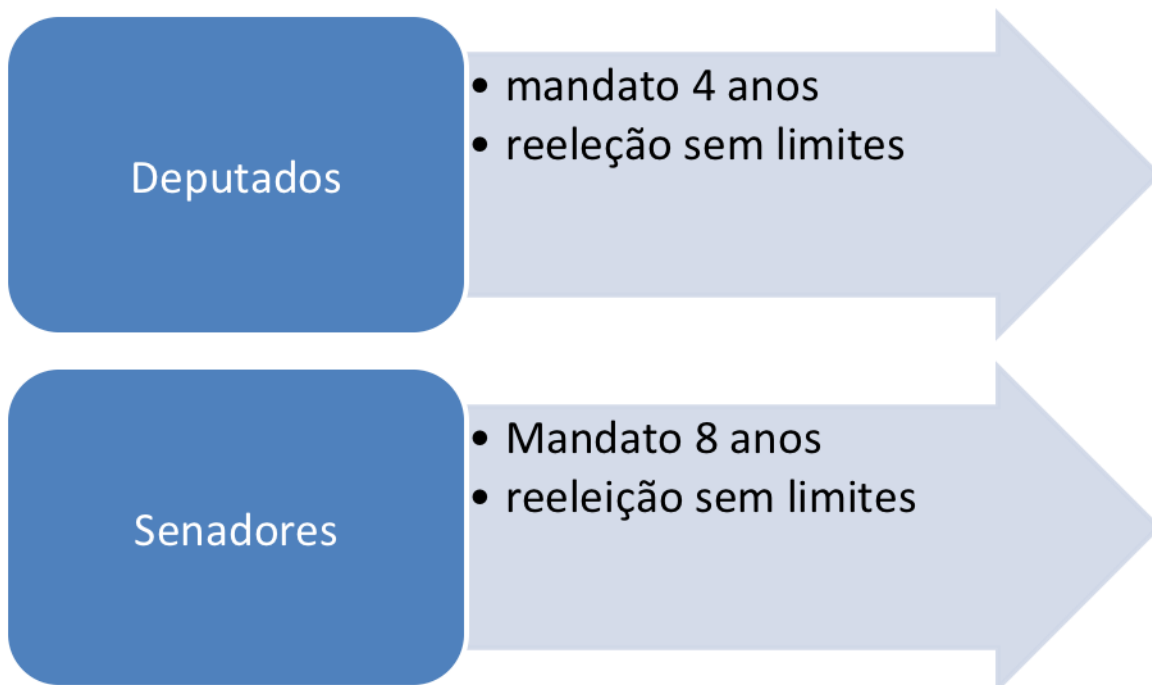 Deputados
• mandato 4 anos
• reeleção sem limites
Senadores
• Mandato 8 anos
• reeleição sem limites